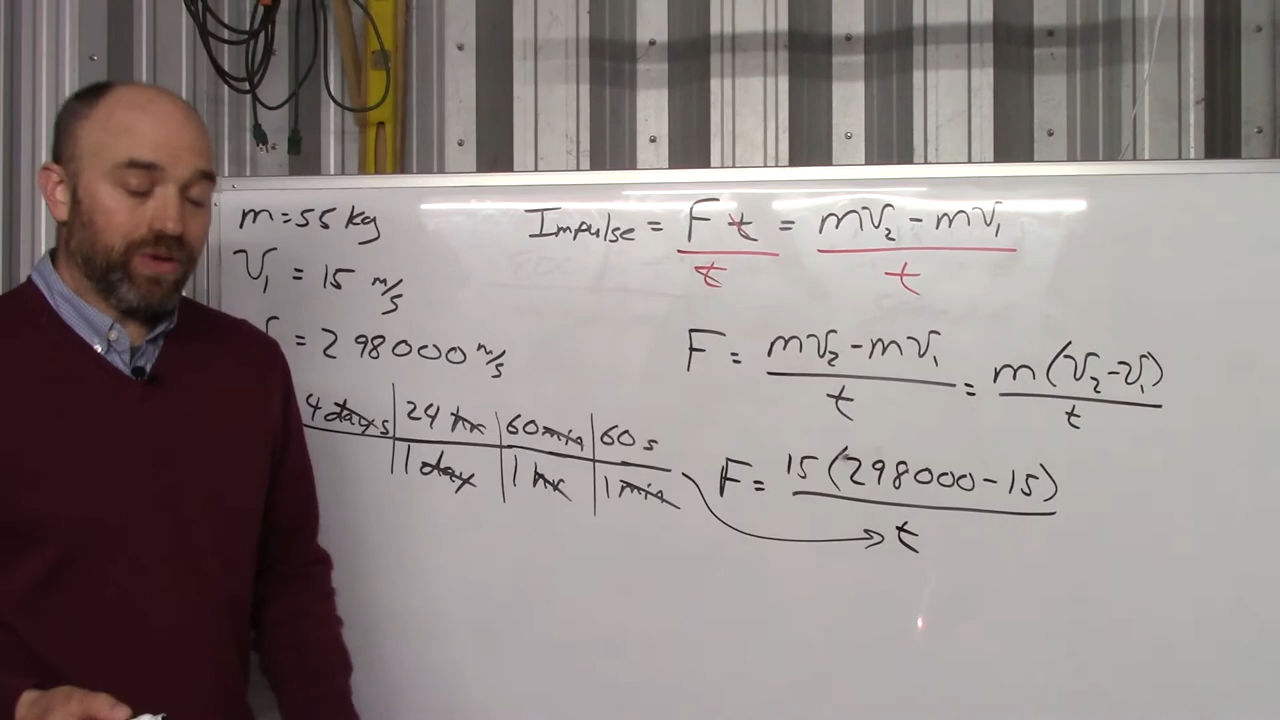 m = 55 kg
V₁ = 15 m/s
= 298000 m/s
4 days | 24 hr | 60 min | 60 s
1 day | 1 hr | 1 min
Impulse = F t / t = mV₂ - mV₁ / t
F = mV₂ - mV₁ / t = m(V₂-V₁) / t
F = 15(298000-15) / t